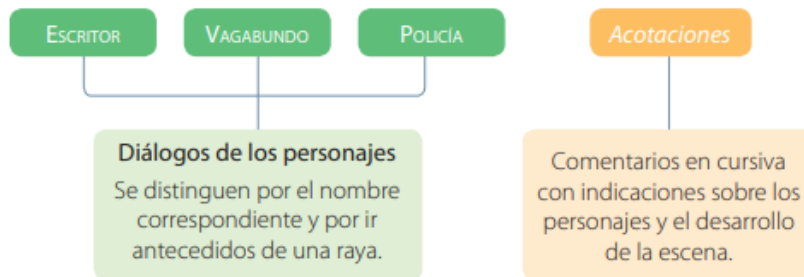 ESCRITOR
VAGABUNDO
POLICÍA
Acotaciones
Diálogos de los personajes
Se distinguen por el nombre
correspondiente y por ir
antecedidos de una raya.
Comentarios en cursiva
con indicaciones sobre los
personajes y el desarrollo
de la escena.